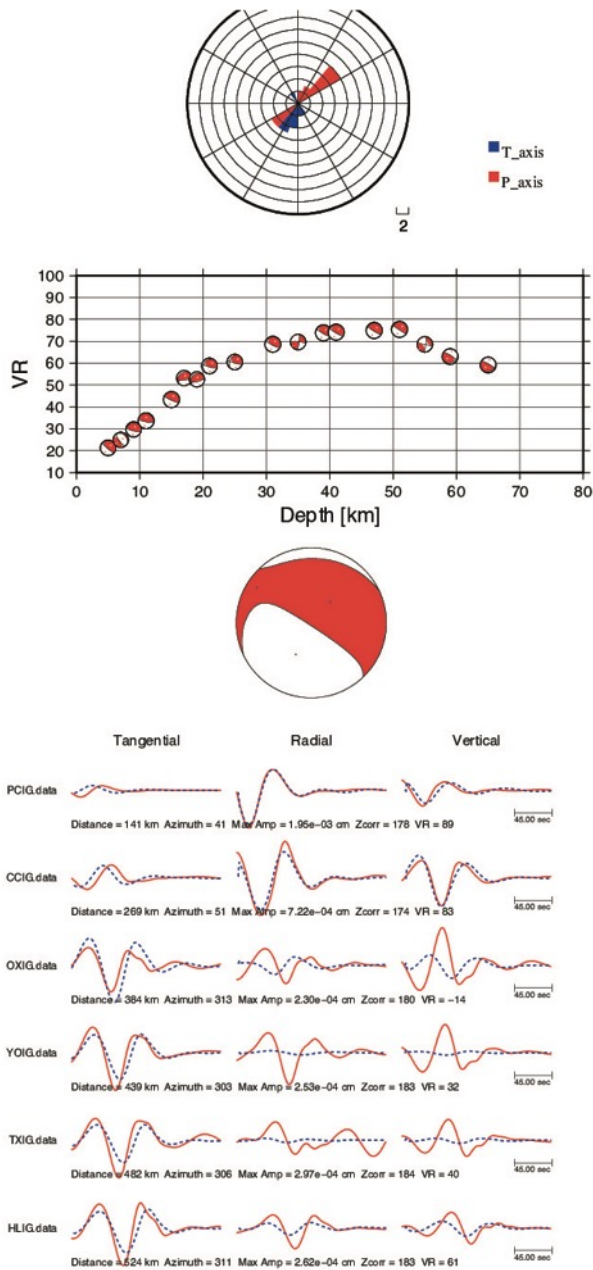 T_axis
P_axis
2
100
90
80
70
60
50
40
30
20
10
VR
0 10 20 30 40 50 60 70 80
Depth [km]
Tangential Radial Vertical
PCIG.data
45.00 sec
Distance = 141 km Azimuth = 41 Max Amp = 1.95e-03 cm Zcorr = 178 VR = 89
CCIG.data
45.00 sec
Distance = 269 km Azimuth = 51 Max Amp = 7.22e-04 cm Zcorr = 174 VR = 83
OXIG.data
45.00 sec
Distance = 384 km Azimuth = 313 Max Amp = 2.30e-04 cm Zcorr = 180 VR = -14
YOIG.data
45.00 sec
Distance = 439 km Azimuth = 303 Max Amp = 2.53e-04 cm Zcorr = 183 VR = 32
TXIG.data
45.00 sec
Distance = 482 km Azimuth = 306 Max Amp = 2.97e-04 cm Zcorr = 184 VR = 40
HLIG.data
45.00 sec
Distance = 524 km Azimuth = 311 Max Amp = 2.62e-04 cm Zcorr = 183 VR = 61